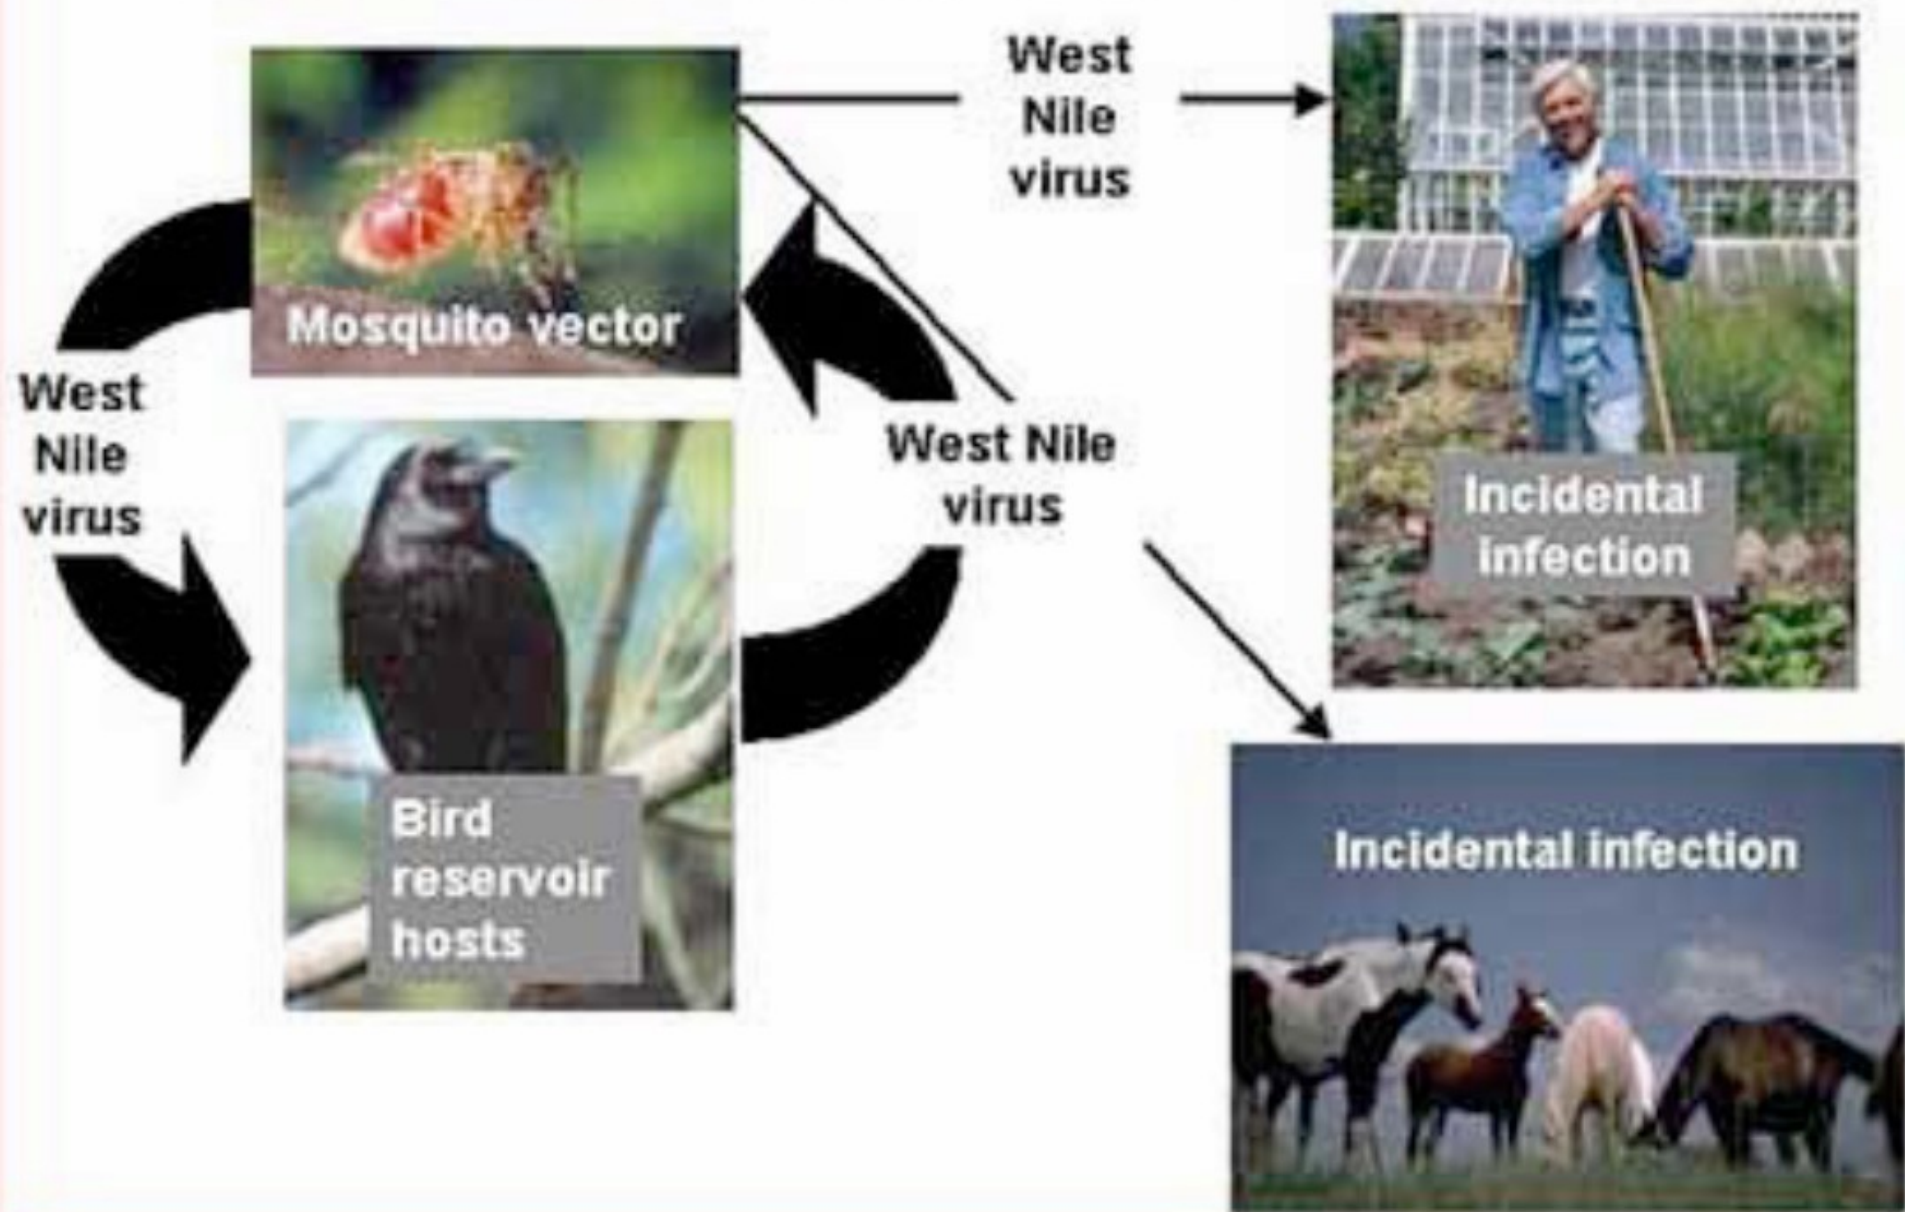 West
Nile
virus
Mosquito vector
West
Nile
virus
West Nile
virus
Incidental
infection
Bird
reservoir
hosts
Incidental infection